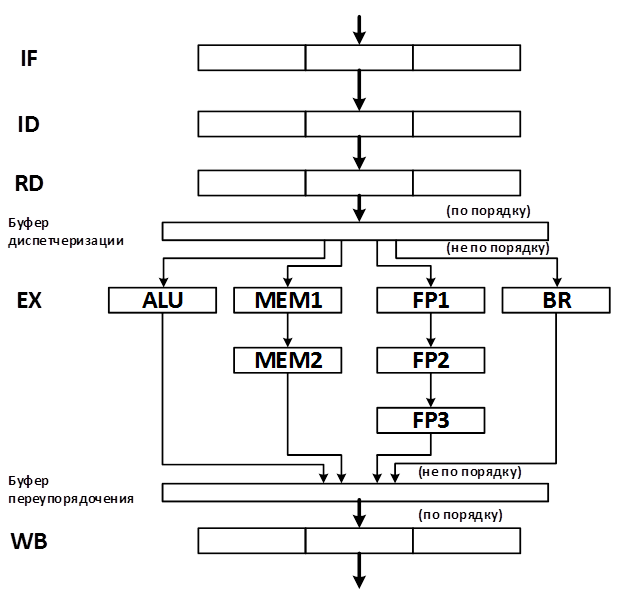 IF
ID
RD
(по порядку)
Буфер
диспетчеризации
(не по порядку)
EX
ALU
MEM1
FP1
BR
MEM2
FP2
FP3
(не по порядку)
Буфер
переупорядочения
(по порядку)
WB